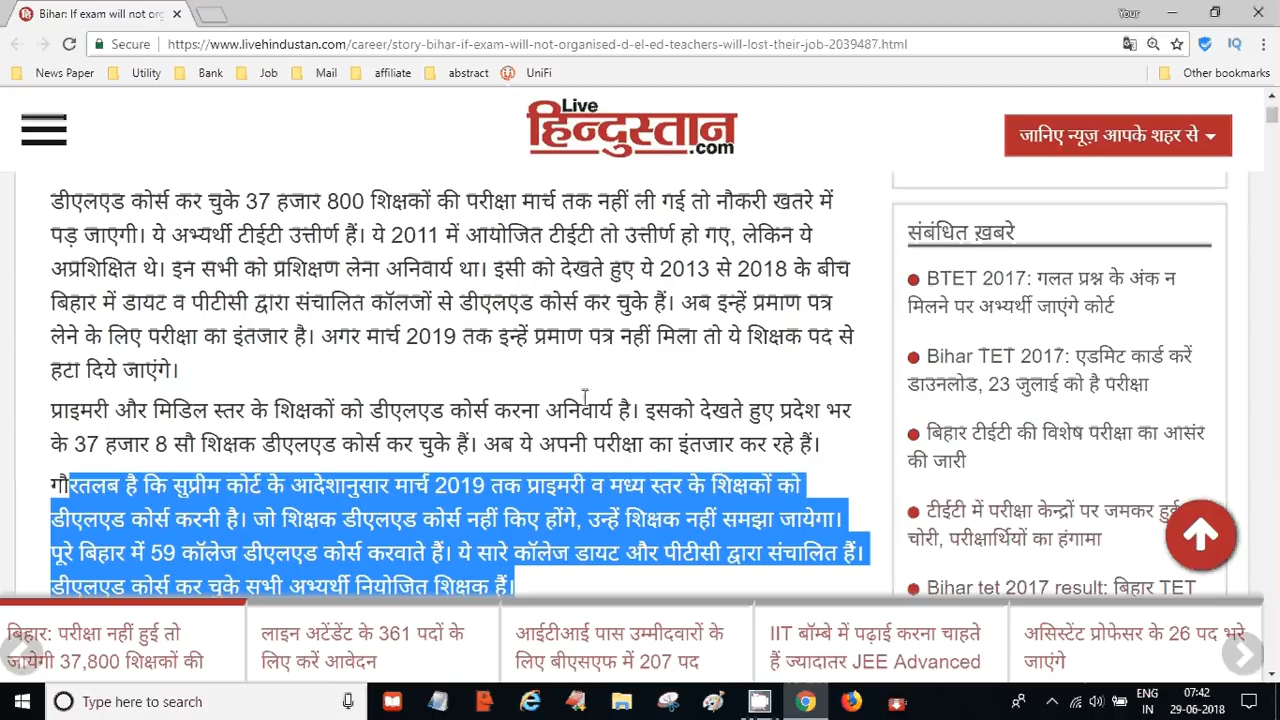 Bihar: If exam will not org
Your
Secure
https://www.livehindustan.com/career/story-bihar-if-exam-will-not-organised-d-el-ed-teachers-will-lost-their-job-2039487.html
IQ
News Paper
Utility
Bank
Job
Mail
affiliate
abstract
UniFi
Other bookmarks
Live
हिन्दुस्तान
.com
जानिए न्यूज़ आपके शहर से
डीएलएड कोर्स कर चुके 37 हजार 800 शिक्षकों की परीक्षा मार्च तक नहीं ली गई तो नौकरी खतरे में
पड़ जाएगी। ये अभ्यर्थी टीईटी उत्तीर्ण हैं। ये 2011 में आयोजित टीईटी तो उत्तीर्ण हो गए, लेकिन ये
अप्रशिक्षित थे। इन सभी को प्रशिक्षण लेना अनिवार्य था। इसी को देखते हुए ये 2013 से 2018 के बीच
बिहार में डायट व पीटीसी द्वारा संचालित कॉलजों से डीएलएड कोर्स कर चुके हैं। अब इन्हें प्रमाण पत्र
लेने के लिए परीक्षा का इंतजार है। अगर मार्च 2019 तक इन्हें प्रमाण पत्र नहीं मिला तो ये शिक्षक पद से
हटा दिये जाएंगे।
प्राइमरी और मिडिल स्तर के शिक्षकों को डीएलएड कोर्स करना अनिवार्य है। इसको देखते हुए प्रदेश भर
के 37 हजार 8 सौ शिक्षक डीएलएड कोर्स कर चुके हैं। अब ये अपनी परीक्षा का इंतजार कर रहे हैं।
गौरतलब है कि सुप्रीम कोर्ट के आदेशानुसार मार्च 2019 तक प्राइमरी व मध्य स्तर के शिक्षकों को
डीएलएड कोर्स करनी है। जो शिक्षक डीएलएड कोर्स नहीं किए होंगे, उन्हें शिक्षक नहीं समझा जायेगा।
पूरे बिहार में 59 कॉलेज डीएलएड कोर्स करवाते हैं। ये सारे कॉलेज डायट और पीटीसी द्वारा संचालित हैं।
डीएलएड कोर्स कर चुके सभी अभ्यर्थी नियोजित शिक्षक हैं।
संबंधित ख़बरे
BTET 2017: गलत प्रश्न के अंक न
मिलने पर अभ्यर्थी जाएंगे कोर्ट
Bihar TET 2017: एडमिट कार्ड करें
डाउनलोड, 23 जुलाई को है परीक्षा
बिहार टीईटी की विशेष परीक्षा का आसंर
की जारी
टीईटी में परीक्षा केन्द्रों पर जमकर हुई
चोरी, परीक्षार्थियों का हंगामा
Bihar tet 2017 result: बिहार TET
बिहार: परीक्षा नहीं हुई तो
जायेगी 37,800 शिक्षकों की
लाइन अटेंडेंट के 361 पदों के
लिए करें आवेदन
आईटीआई पास उम्मीदवारों के
लिए बीएसएफ में 207 पद
IIT बॉम्बे में पढ़ाई करना चाहते
हैं ज्यादातर JEE Advanced
असिस्टेंट प्रोफेसर के 26 पद भरे
जाएंगे
Type here to search
ENG
IN
07:42
29-06-2018